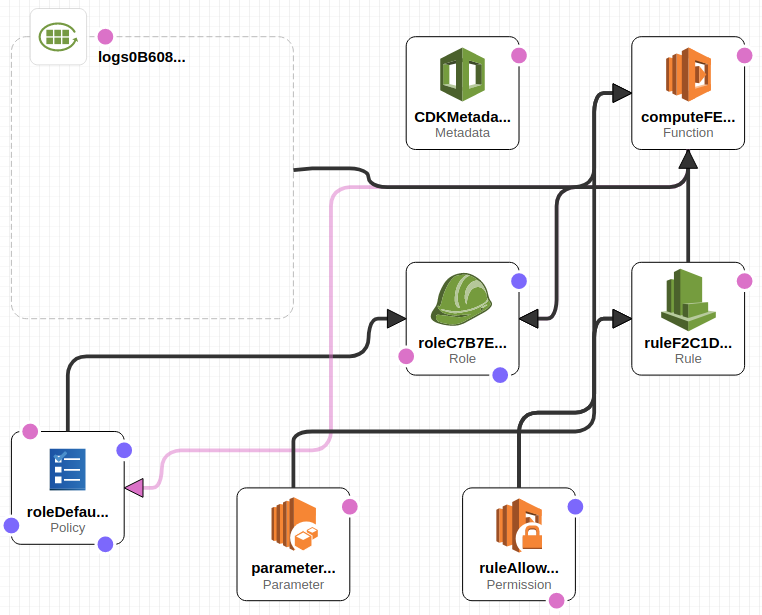 logs0B608...
CDKMetada...
Metadata
computeFE...
Function
roleC7B7E...
Role
ruleF2C1D...
Rule
roleDefau...
Policy
parameter...
Parameter
ruleAllow...
Permission